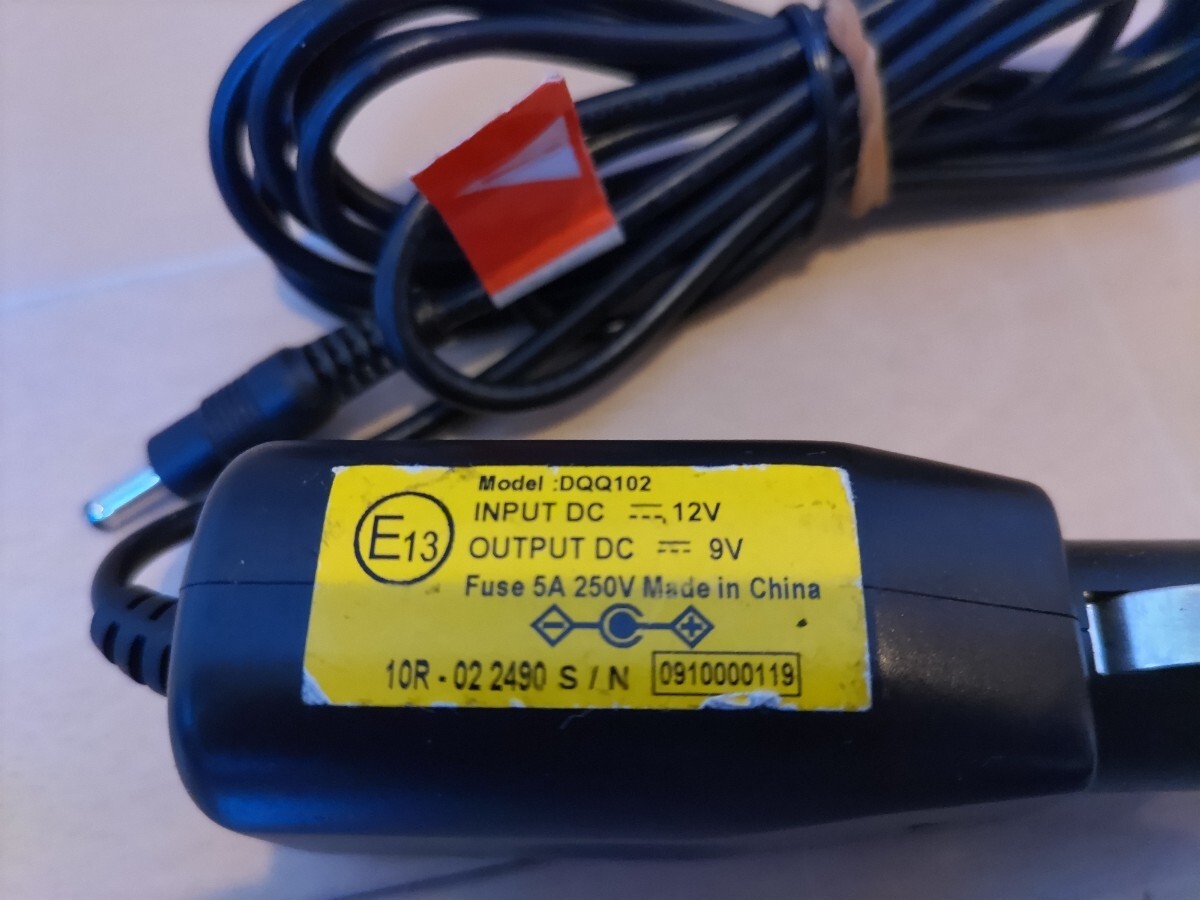 Model :DQQ102
E13
INPUT DC 12V
OUTPUT DC 9V
Fuse 5A 250V Made in China
- +
10R - 02 2490 S / N 0910000119